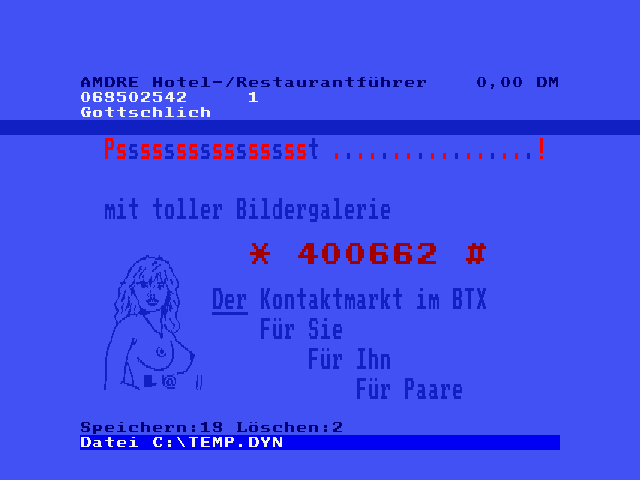 AMDRE Hotel-/Restaurantführer 0,00 DM
068502542 1
Gottschlich
Psssssssssssssssst .................!
mit toller Bildergalerie
* 400662 #
Der Kontaktmarkt im BTX
Für Sie
Für Ihn
Für Paare
Speichern:18 Löschen:2
Datei C:\TEMP.DYN